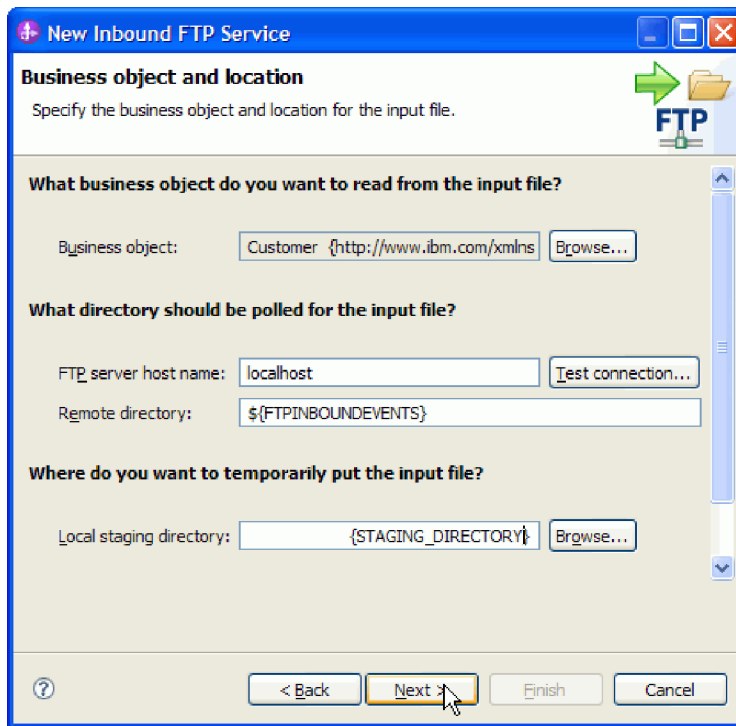 New Inbound FTP Service
Business object and location
Specify the business object and location for the input file.
FTP
What business object do you want to read from the input file?
Business object: Customer {http://www.ibm.com/xmlns Browse...
What directory should be polled for the input file?
FTP server host name: localhost Test connection...
Remote directory: ${FTPINBOUNDEVENTS}
Where do you want to temporarily put the input file?
Local staging directory: {STAGING_DIRECTORY} Browse...
? < Back Next > Finish Cancel